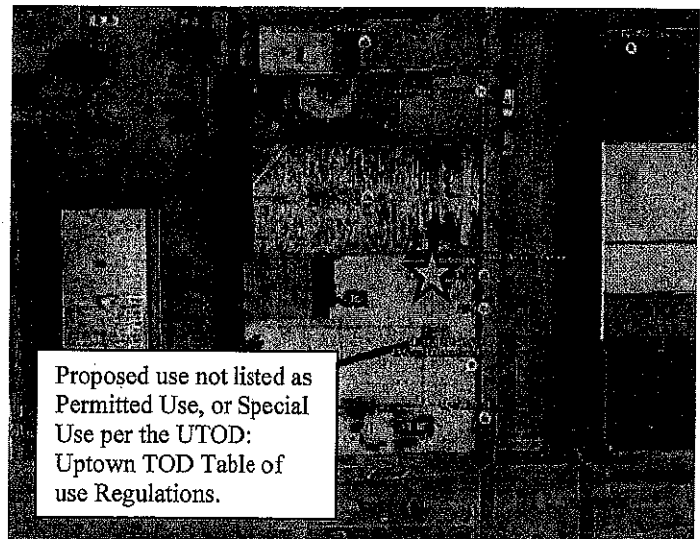 Proposed use not listed as
Permitted Use, or Special
Use per the UTOD:
Uptown TOD Table of
use Regulations.